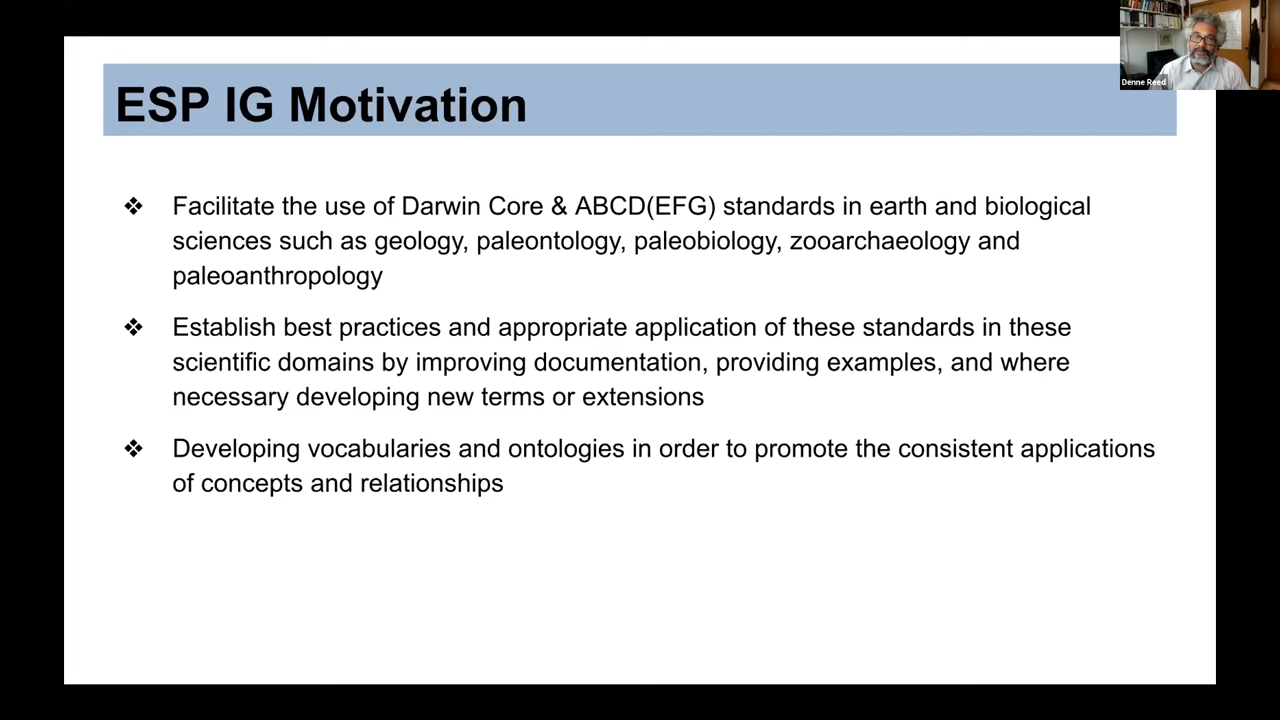 ESP IG Motivation
Denne Reed
❖ Facilitate the use of Darwin Core & ABCD(EFG) standards in earth and biological
sciences such as geology, paleontology, paleobiology, zooarchaeology and
paleoanthropology
❖ Establish best practices and appropriate application of these standards in these
scientific domains by improving documentation, providing examples, and where
necessary developing new terms or extensions
❖ Developing vocabularies and ontologies in order to promote the consistent applications
of concepts and relationships